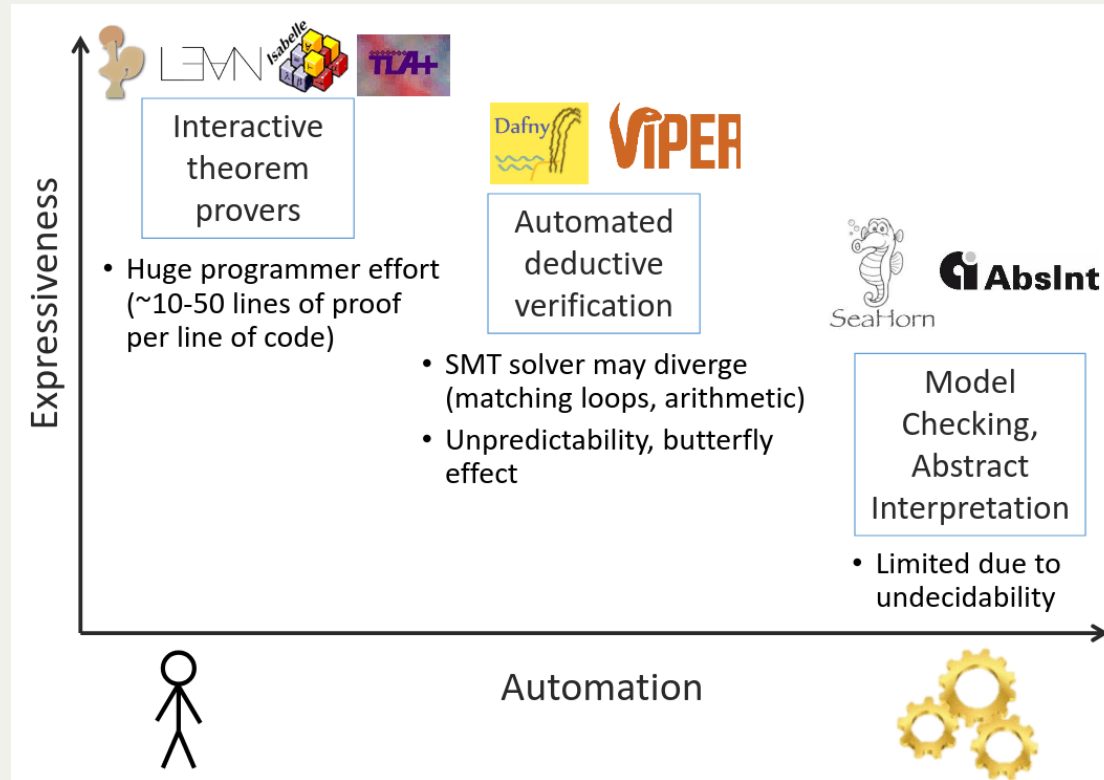 LEAN
Isabelle
TLA+
Interactive
theorem
provers
• Huge programmer effort
(~10-50 lines of proof
per line of code)
Dafny
VIPER
Automated
deductive
verification
• SMT solver may diverge
(matching loops, arithmetic)
• Unpredictability, butterfly
effect
SeaHorn
AbsInt
Model
Checking,
Abstract
Interpretation
• Limited due to
undecidability
Expressiveness
Automation